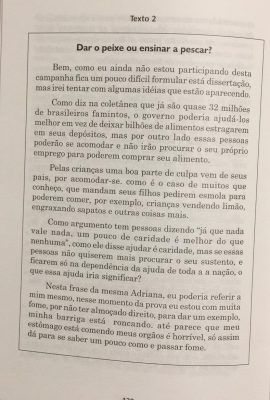 Texto 2
Dar o peixe ou ensinar a pescar?
Bem, como eu ainda não estou participando desta
campanha fica um pouco difícil formular está dissertação,
mas irei tentar com algumas idéias que estão aparecendo.
Como diz na coletânea que já são quase 32 milhões
de brasileiros famintos, o governo poderia ajudá-los
melhor em vez de deixar bilhões de alimentos estragarem
em seus depósitos, mas por outro lado essas pessoas
poderão se acomodar e não irão procurar o seu próprio
emprego para poderem comprar seu alimento.
Pelas crianças uma boa parte de culpa vem de seus
pais, por acomodar-se. como é o caso de muitos que
conheço, que mandam seus filhos pedirem esmola para
poderem comer, por exemplo, crianças vendendo limão,
engraxando sapatos e outras coisas mais.
Como argumento tem pessoas dizendo "já que nada
vale nada, um pouco de caridade é melhor do que
nenhuma", como ele disse ajudar é caridade, mas se essas
pessoas não quiserem mais procurar o seu sustento, e
ficarem só na dependência da ajuda de toda a a nação, o
que essa ajuda iria significar?
Nesta frase da mesma Adriana, eu poderia referir a
mim mesmo, nesse momento da prova eu estou com muita
fome, por não ter almoçado direito, para dar um exemplo,
minha barriga está roncando. até parece que meu
estômago está comendo meus orgãos é horrível, só assim
dá para se saber um pouco como e passar fome.